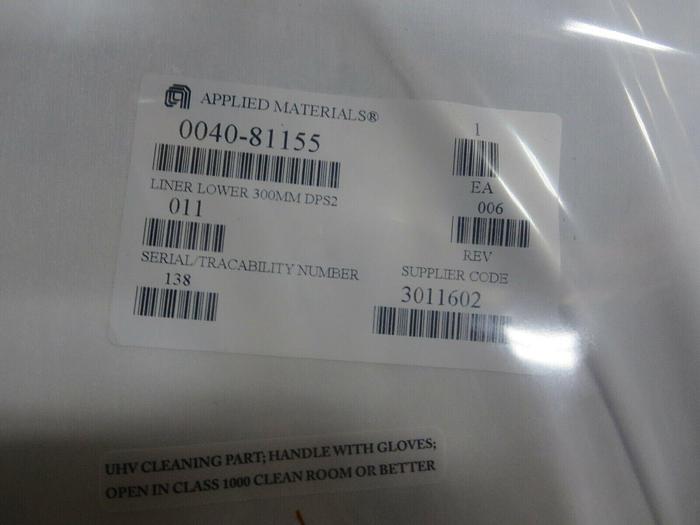 APPLIED MATERIALS®
0040-81155
1
LINER LOWER 300MM DPS2
EA
011
006
REV
SERIAL/TRACABILITY NUMBER
SUPPLIER CODE
138
3011602
UHV CLEANING PART; HANDLE WITH GLOVES;
OPEN IN CLASS 1000 CLEAN ROOM OR BETTER